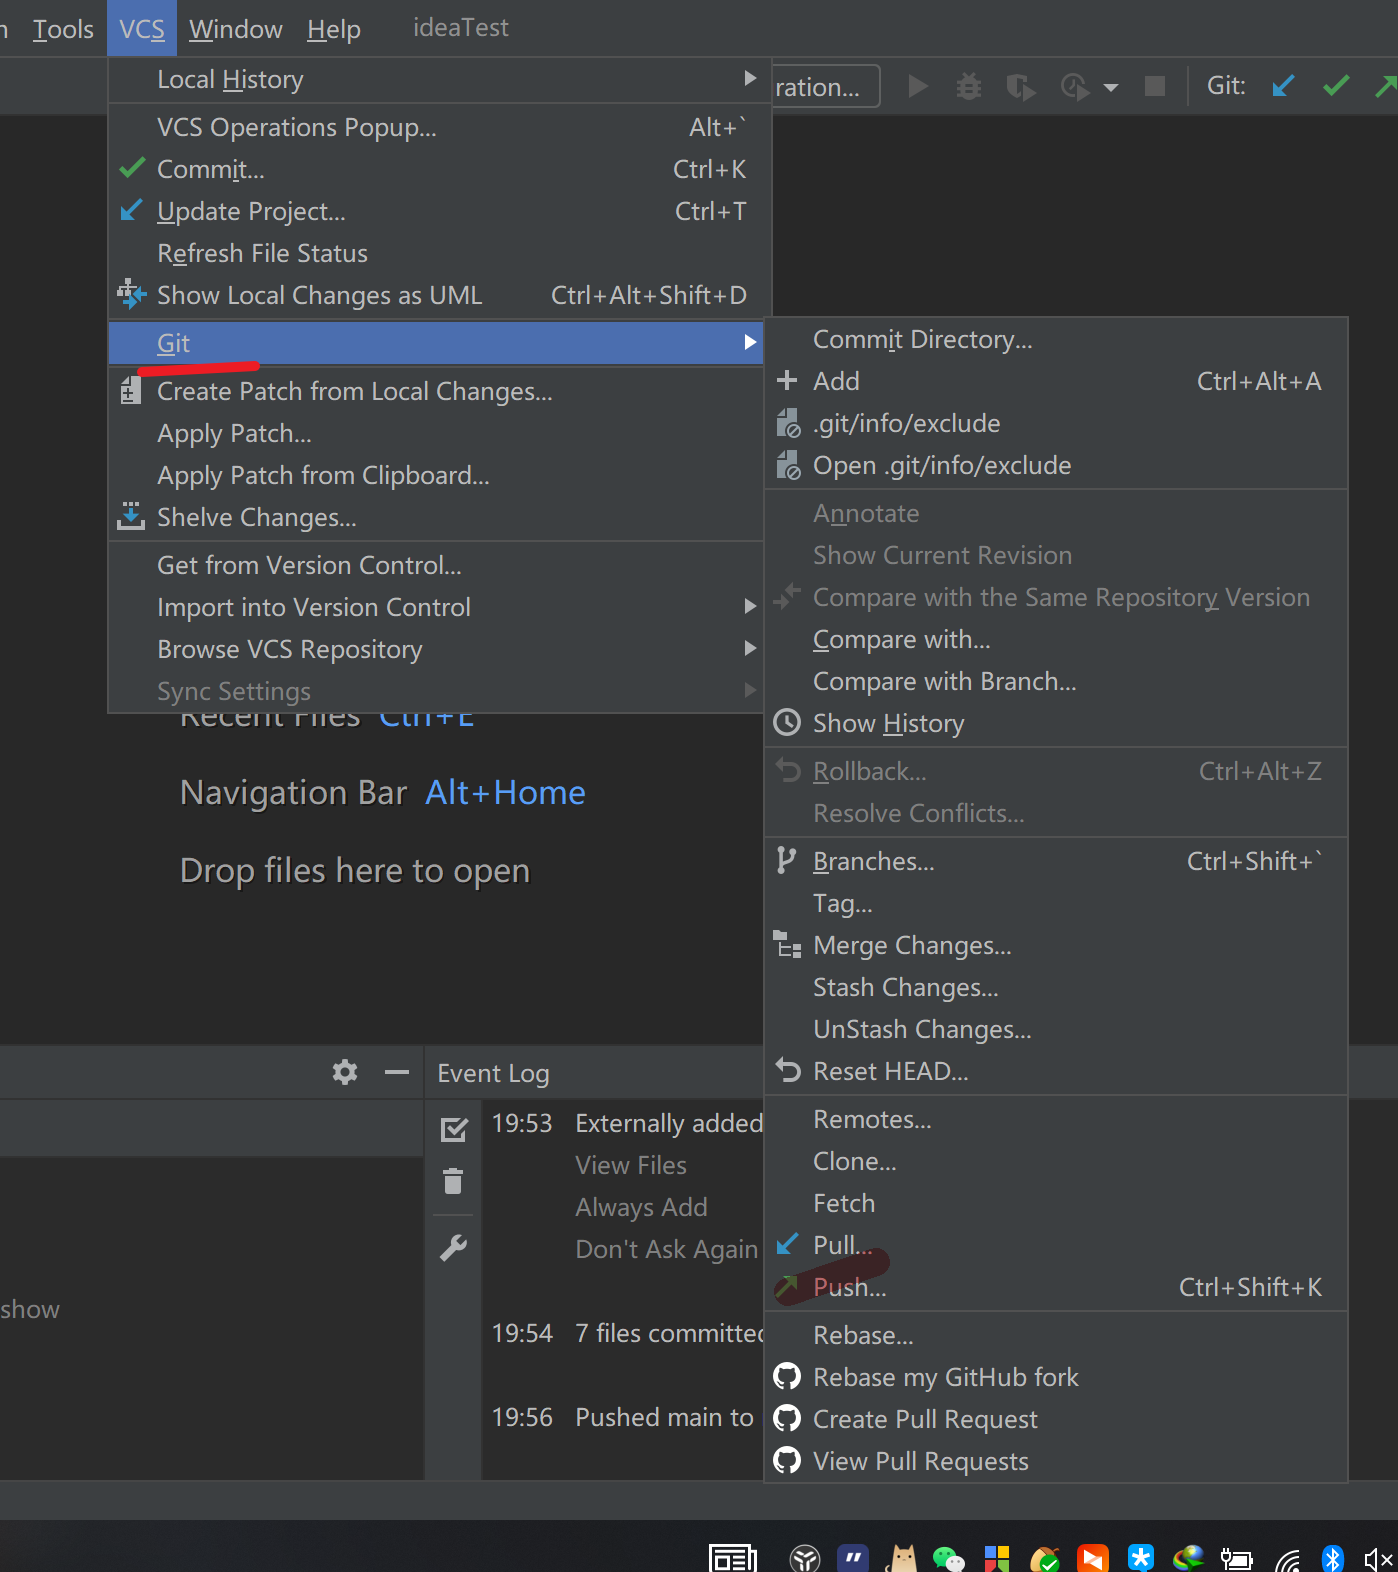 Tools VCS Window Help ideaTest
Local History
ration...
Git:
VCS Operations Popup... Alt+`
Commit... Ctrl+K
Update Project... Ctrl+T
Refresh File Status
Show Local Changes as UML Ctrl+Alt+Shift+D
Git
Create Patch from Local Changes...
Apply Patch...
Apply Patch from Clipboard...
Shelve Changes...
Get from Version Control...
Import into Version Control
Browse VCS Repository
Sync Settings
Commit Directory...
Add Ctrl+Alt+A
.git/info/exclude
Open .git/info/exclude
Annotate
Show Current Revision
Compare with the Same Repository Version
Compare with...
Compare with Branch...
Show History
Rollback... Ctrl+Alt+Z
Resolve Conflicts...
Branches... Ctrl+Shift+`
Tag...
Merge Changes...
Stash Changes...
UnStash Changes...
Reset HEAD...
Remotes...
Clone...
Fetch
Pull...
Push... Ctrl+Shift+K
Rebase...
Rebase my GitHub fork
Create Pull Request
View Pull Requests
Recent Files Ctrl+E
Navigation Bar Alt+Home
Drop files here to open
Event Log
19:53 Externally added
View Files
Always Add
Don't Ask Again
show
19:54 7 files committed
19:56 Pushed main to